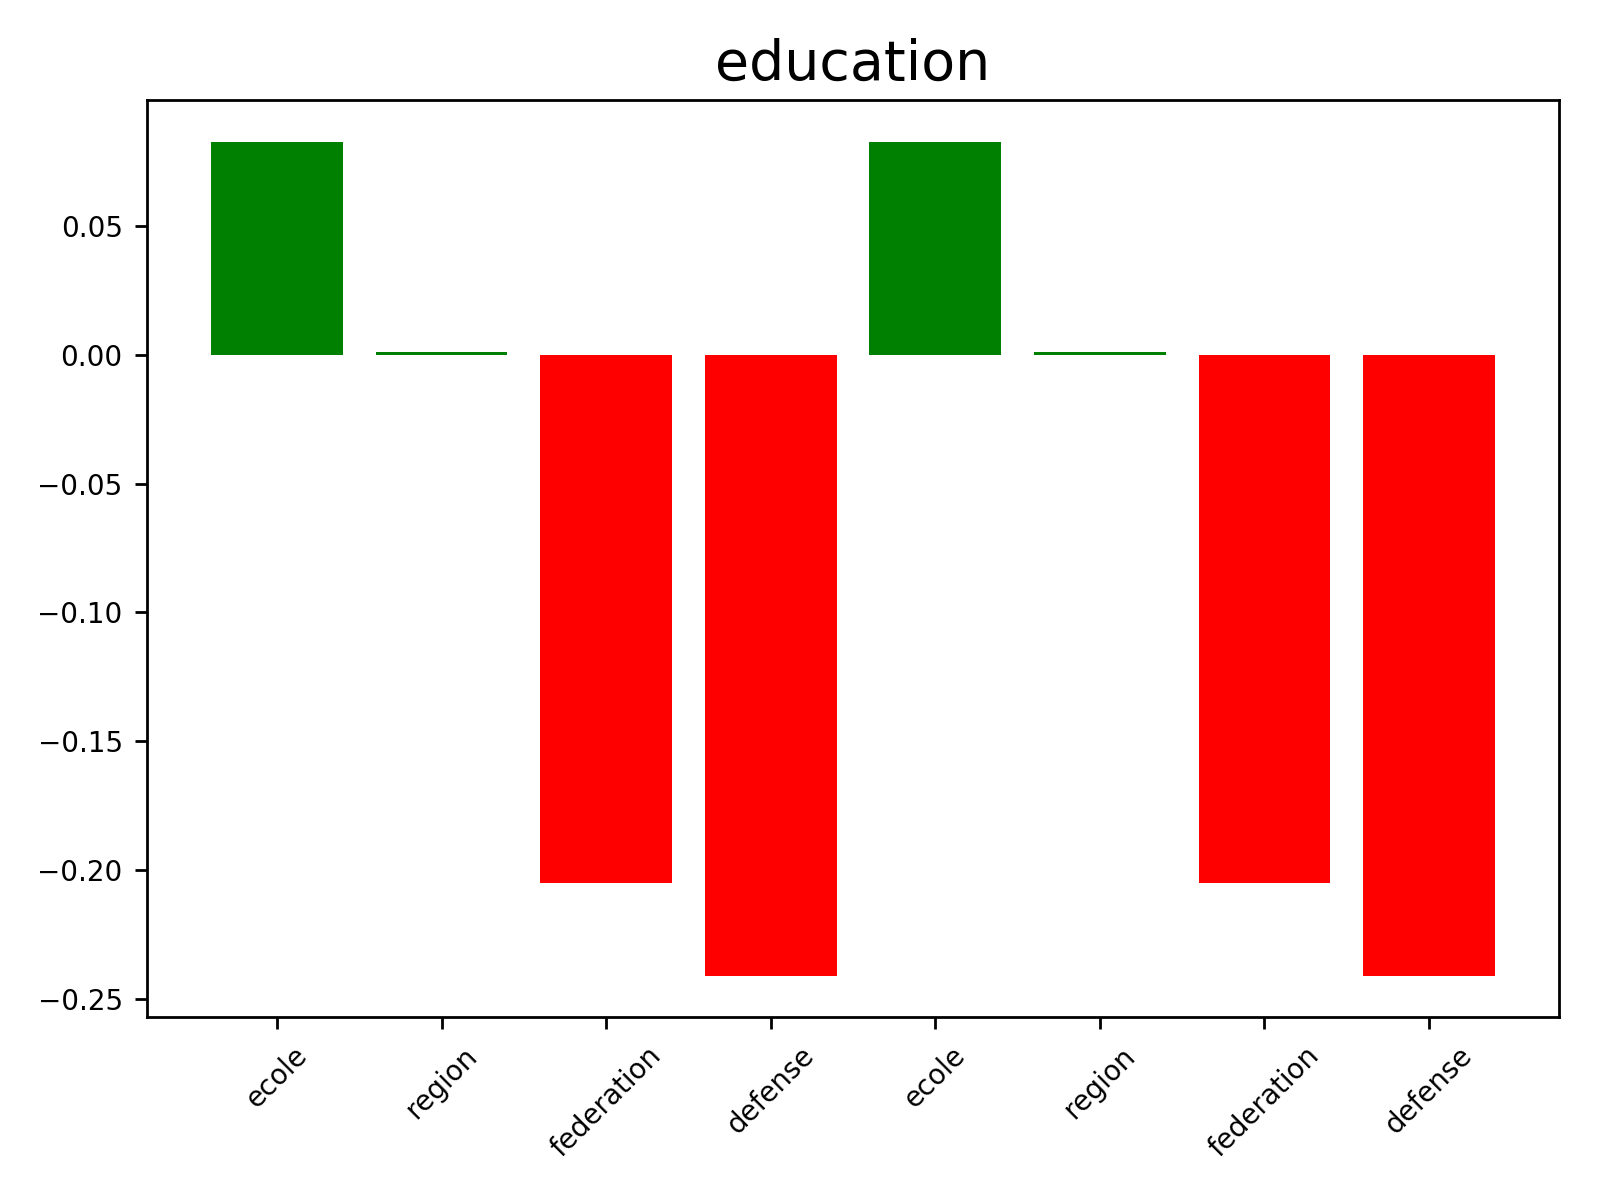 education
0.05
0.00
−0.05
−0.10
−0.15
−0.20
−0.25
ecole
region
federation
defense
ecole
region
federation
defense